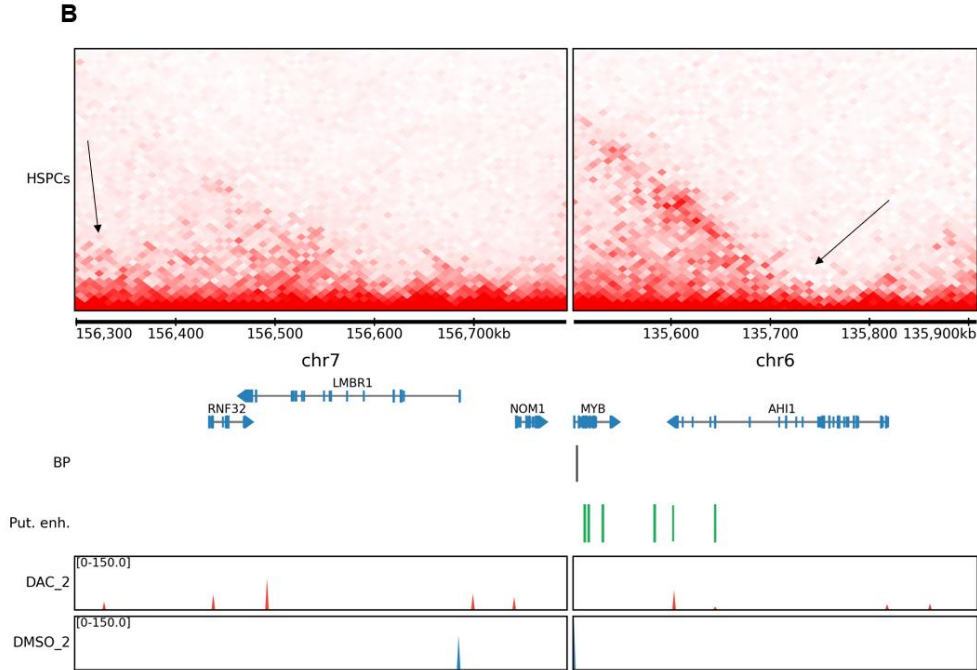 B
HSPCs
156,300 156,400 156,500 156,600 156,700kb 135,600 135,700 135,800 135,900kb
chr7 chr6
LMBR1
RNF32 NOM1 MYB AHI1
BP
Put. enh.
[0-150.0]
DAC_2
[0-150.0]
DMSO_2